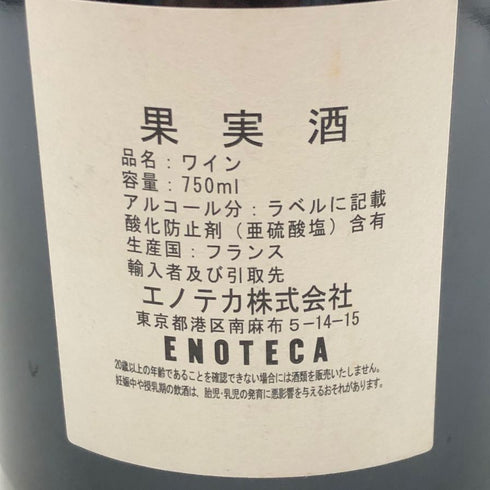 果実酒
品名：ワイン
容量：750ml
アルコール分：ラベルに記載
酸化防止剤（亜硫酸塩）含有
生産国：フランス
輸入者及び引取先
エノテカ株式会社
東京都港区南麻布5-14-15
ENOTECA
20歳以上の年齢であることを確認できない場合には酒類を販売いたしません。
妊娠中や授乳期の飲酒は、胎児・乳児の発育に悪影響を与えるおそれがあります。